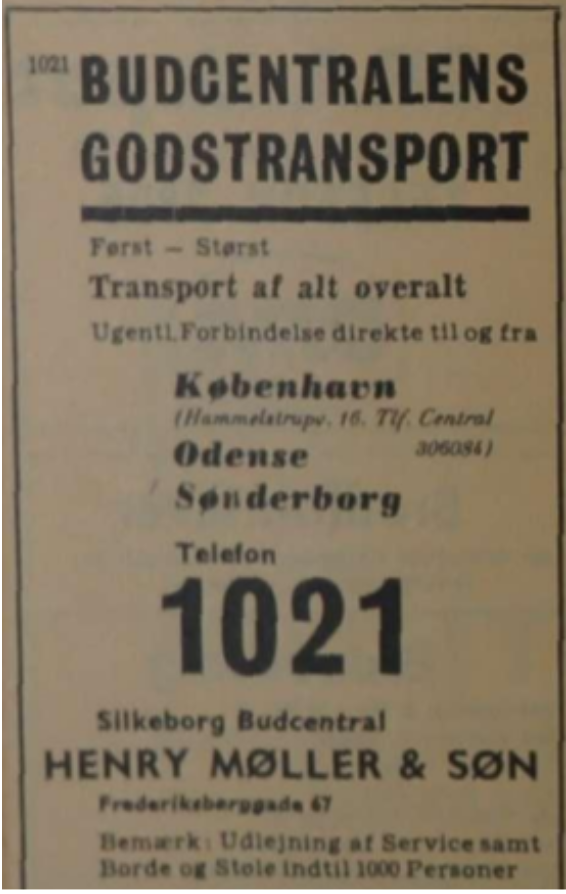 1021 BUDCENTRALENS
GODSTRANSPORT
Først – Størst
Transport af alt overalt
Ugentl. Forbindelse direkte til og fra
København
(Hammelstrupv. 16. Tlf. Central
Odense 306084)
Sønderborg
Telefon
1021
Silkeborg Budcentral
HENRY MØLLER & SØN
Frederiksberggade 67
Bemærk: Udlejning af Service samt
Borde og Stole indtil 1000 Personer